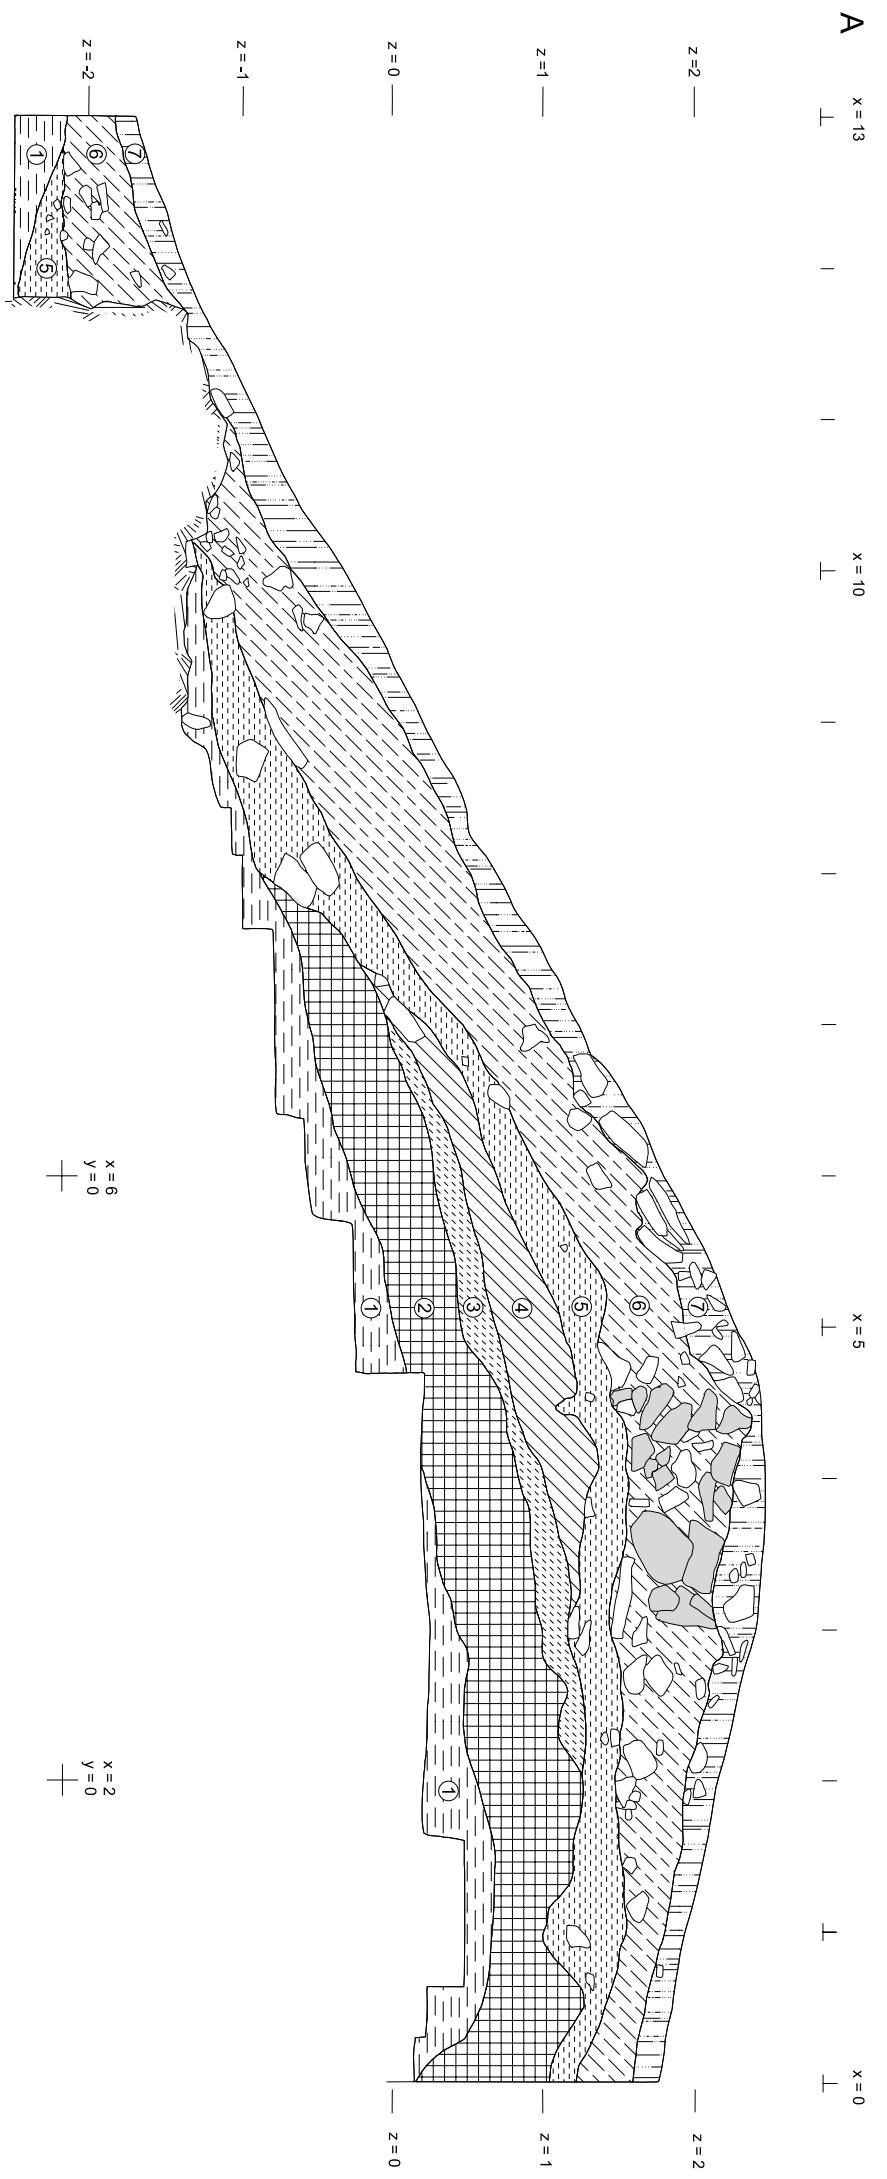 A
x = 13
x = 10
x = 5
x = 0
z = -2
z = -1
z = 0
z =1
z =2
7
6
1
5
7
6
5
4
3
2
1
1
x = 6
y = 0
x = 2
y = 0
z = 0
z = 1
z = 2